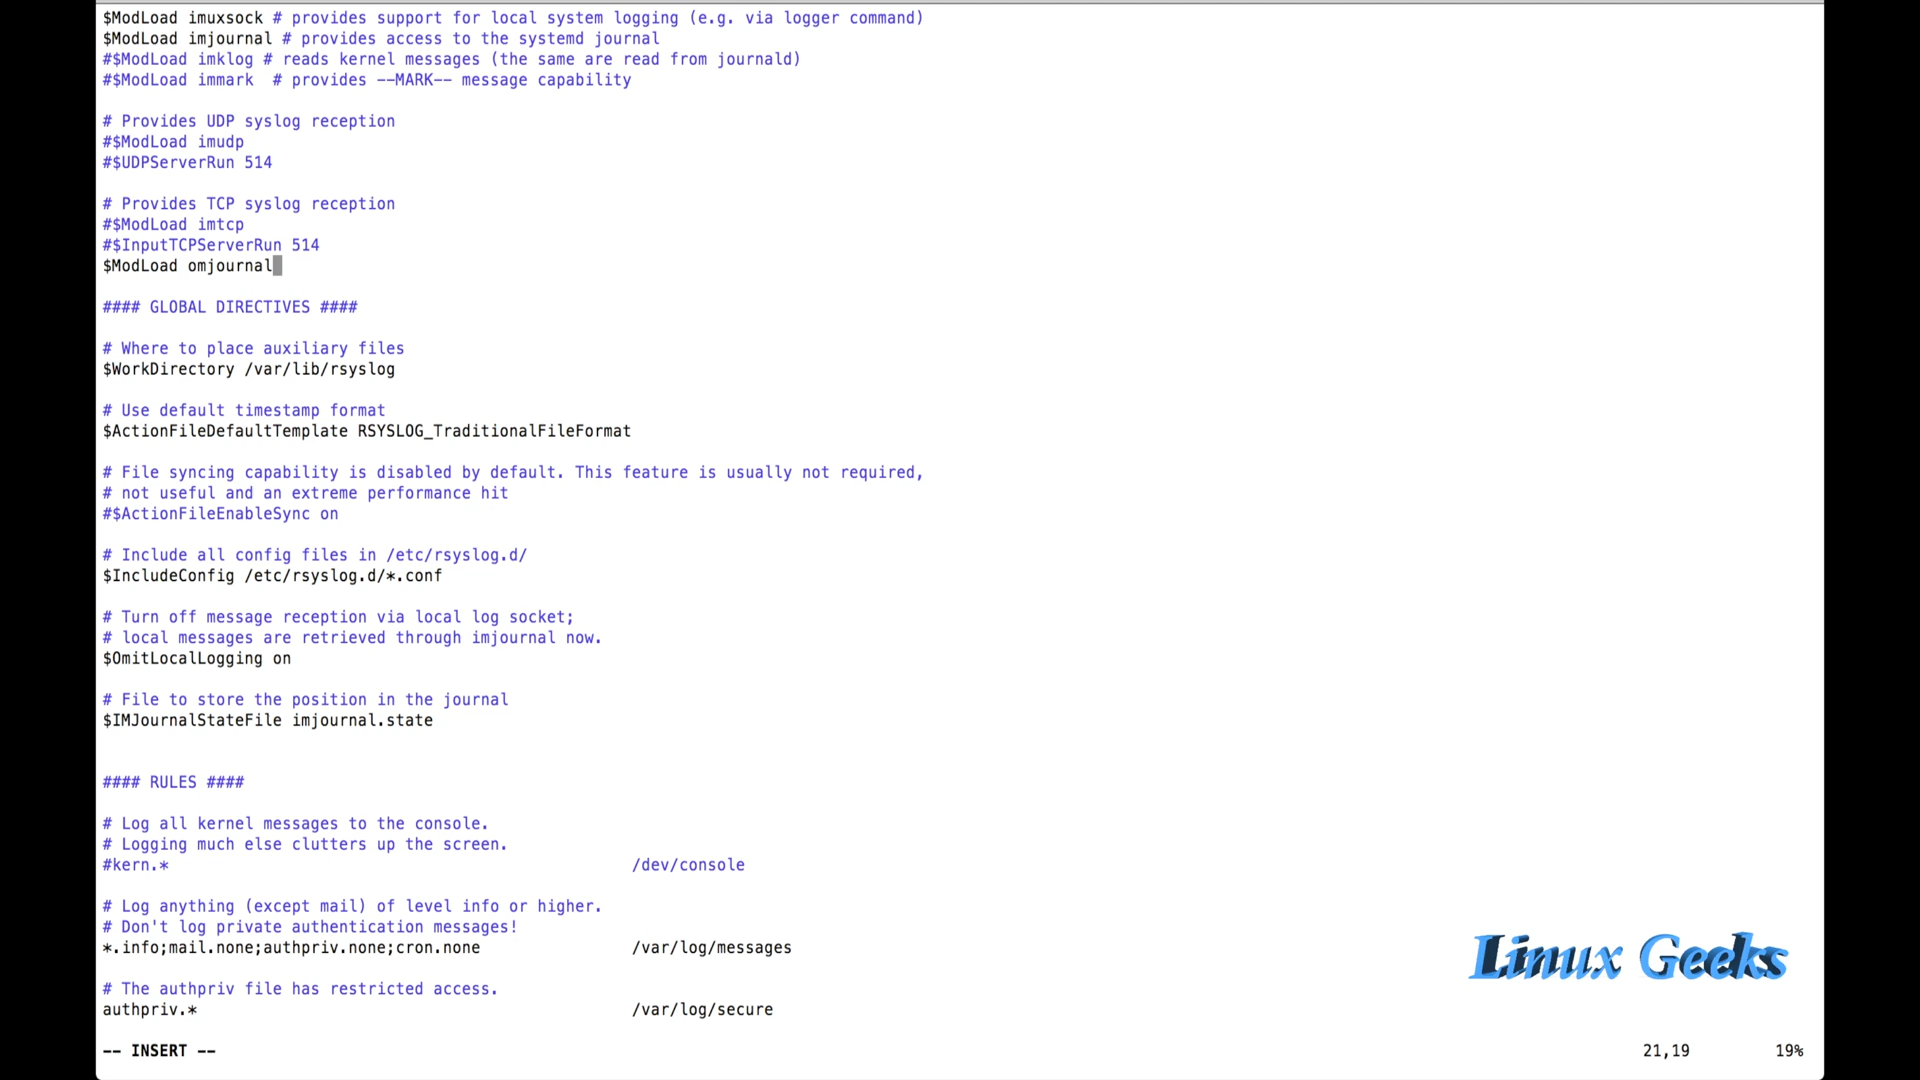 $ModLoad imuxsock # provides support for local system logging (e.g. via logger command)
$ModLoad imjournal # provides access to the systemd journal
#$ModLoad imklog # reads kernel messages (the same are read from journald)
#$ModLoad immark  # provides --MARK-- message capability
# Provides UDP syslog reception
#$ModLoad imudp
#$UDPServerRun 514
# Provides TCP syslog reception
#$ModLoad imtcp
#$InputTCPServerRun 514
$ModLoad omjournal
#### GLOBAL DIRECTIVES ####
# Where to place auxiliary files
$WorkDirectory /var/lib/rsyslog
# Use default timestamp format
$ActionFileDefaultTemplate RSYSLOG_TraditionalFileFormat
# File syncing capability is disabled by default. This feature is usually not required,
# not useful and an extreme performance hit
#$ActionFileEnableSync on
# Include all config files in /etc/rsyslog.d/
$IncludeConfig /etc/rsyslog.d/*.conf
# Turn off message reception via local log socket;
# local messages are retrieved through imjournal now.
$OmitLocalLogging on
# File to store the position in the journal
$IMJournalStateFile imjournal.state
#### RULES ####
# Log all kernel messages to the console.
# Logging much else clutters up the screen.
#kern.*                                                 /dev/console
# Log anything (except mail) of level info or higher.
# Don't log private authentication messages!
*.info;mail.none;authpriv.none;cron.none                /var/log/messages
Linux Geeks
# The authpriv file has restricted access.
authpriv.*                                              /var/log/secure
-- INSERT --                                            21,19         19%